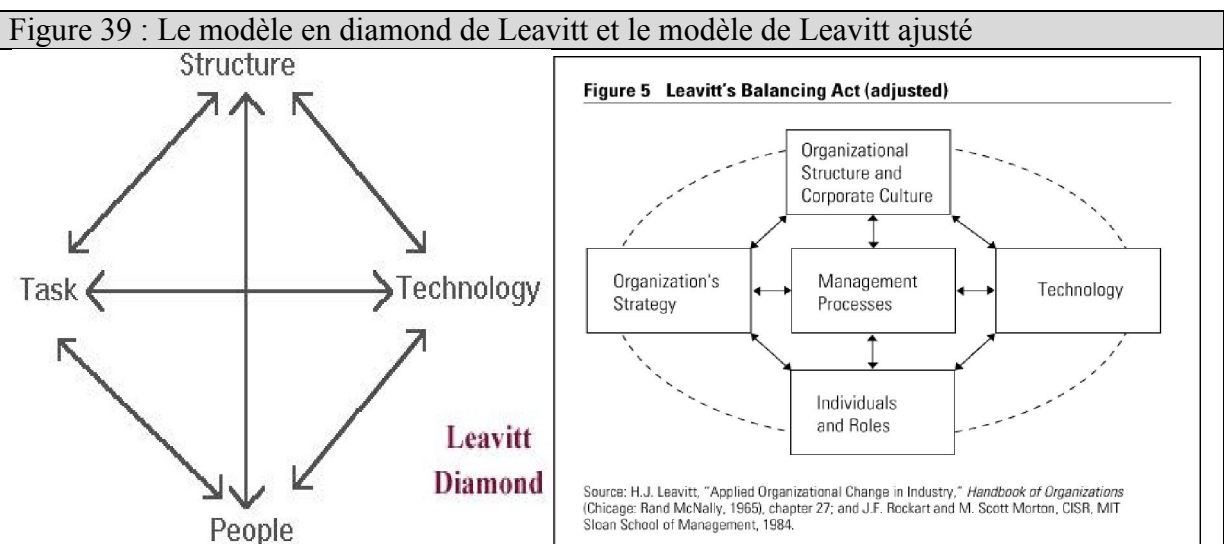 Figure 39 : Le modèle en diamond de Leavitt et le modèle de Leavitt ajusté
Structure
Task
Technology
People
Leavitt
Diamond
Figure 5 Leavitt's Balancing Act (adjusted)
Organizational
Structure and
Corporate Culture
Organization's
Strategy
Management
Processes
Technology
Individuals
and Roles
Source: H.J. Leavitt, "Applied Organizational Change in Industry," Handbook of Organizations
(Chicage: Rand McNally, 1965), chapter 27; and J.F. Rockart and M. Scott Morton, CISR, MIT
Sloan School of Management, 1984.